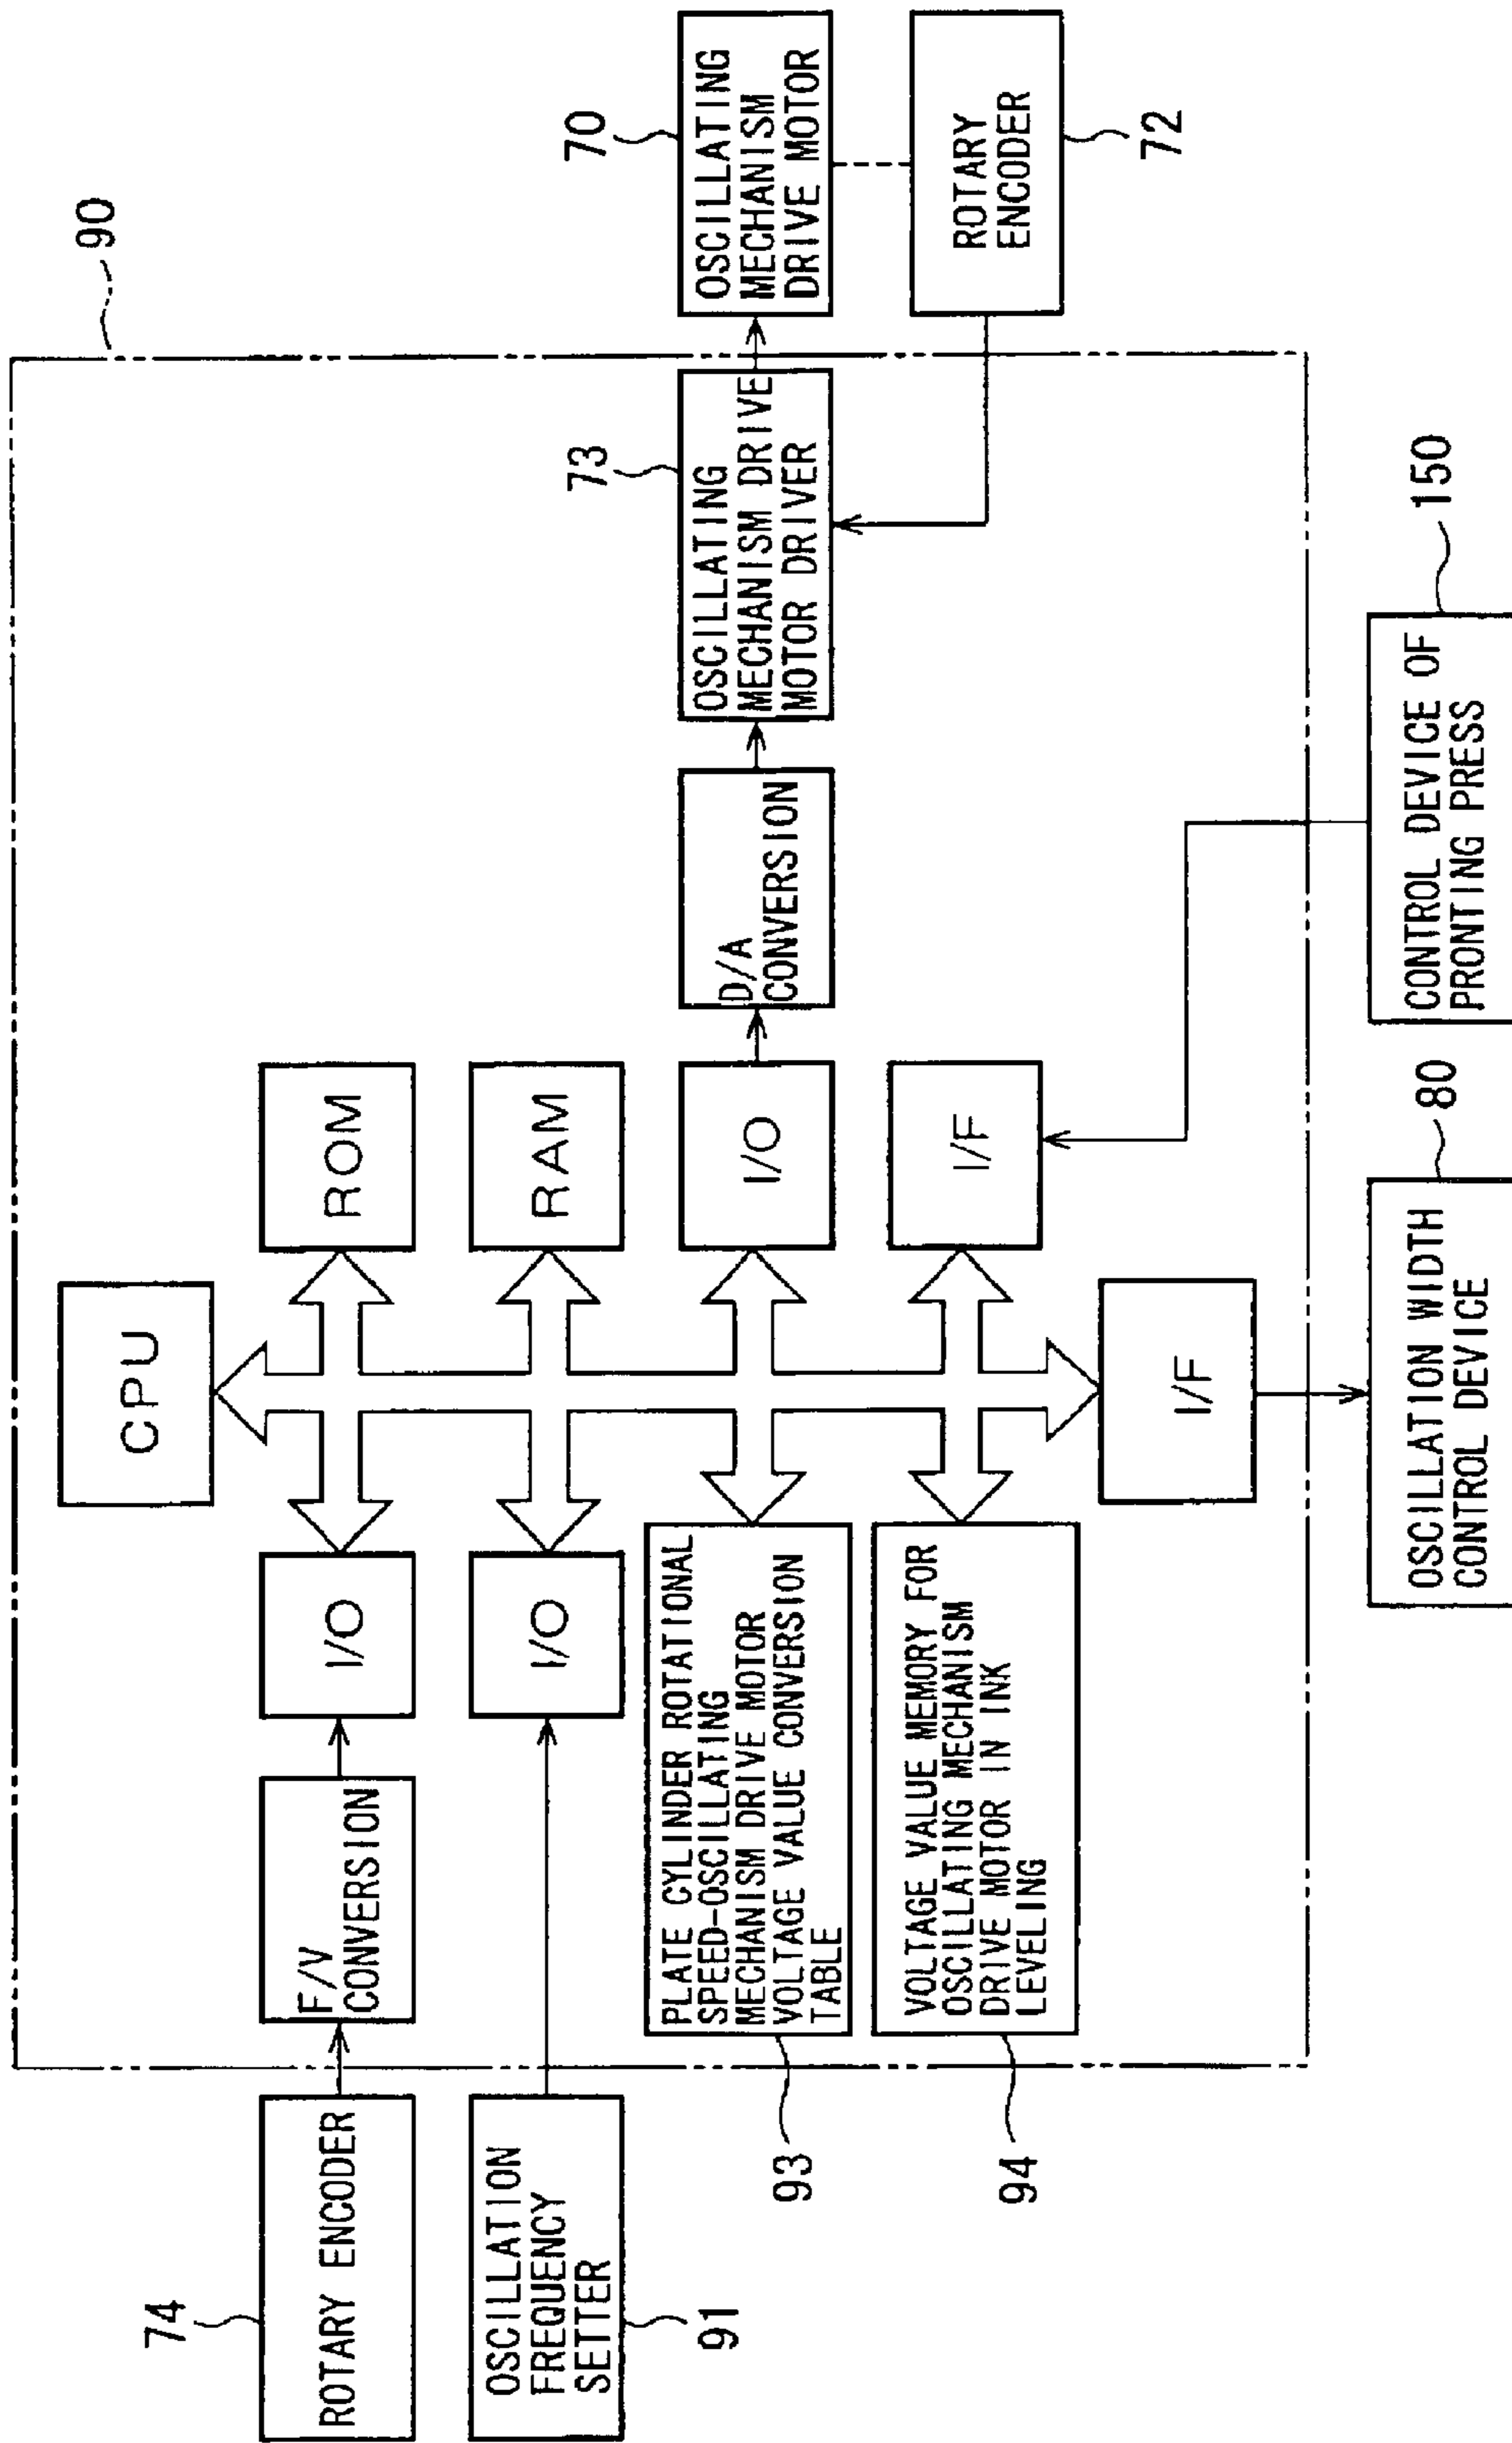 90
CPU
74
ROTARY ENCODER
F/V
CONVERSION
I/O
ROM
91
OSCILLATION
FREQUENCY
SETTER
I/O
RAM
93
PLATE CYLINDER ROTATIONAL
SPEED-OSCILLATING
MECHANISM DRIVE MOTOR
VOLTAGE VALUE CONVERSION
TABLE
I/O
D/A
CONVERSION
73
OSCILLATING
MECHANISM DRIVE
MOTOR DRIVER
70
OSCILLATING
MECHANISM
DRIVE MOTOR
94
VOLTAGE VALUE MEMORY FOR
OSCILLATING MECHANISM
DRIVE MOTOR IN INK
LEVELING
I/F
ROTARY
ENCODER
72
I/F
80
OSCILLATION WIDTH
CONTROL DEVICE
150
CONTROL DEVICE OF
PRONTING PRESS